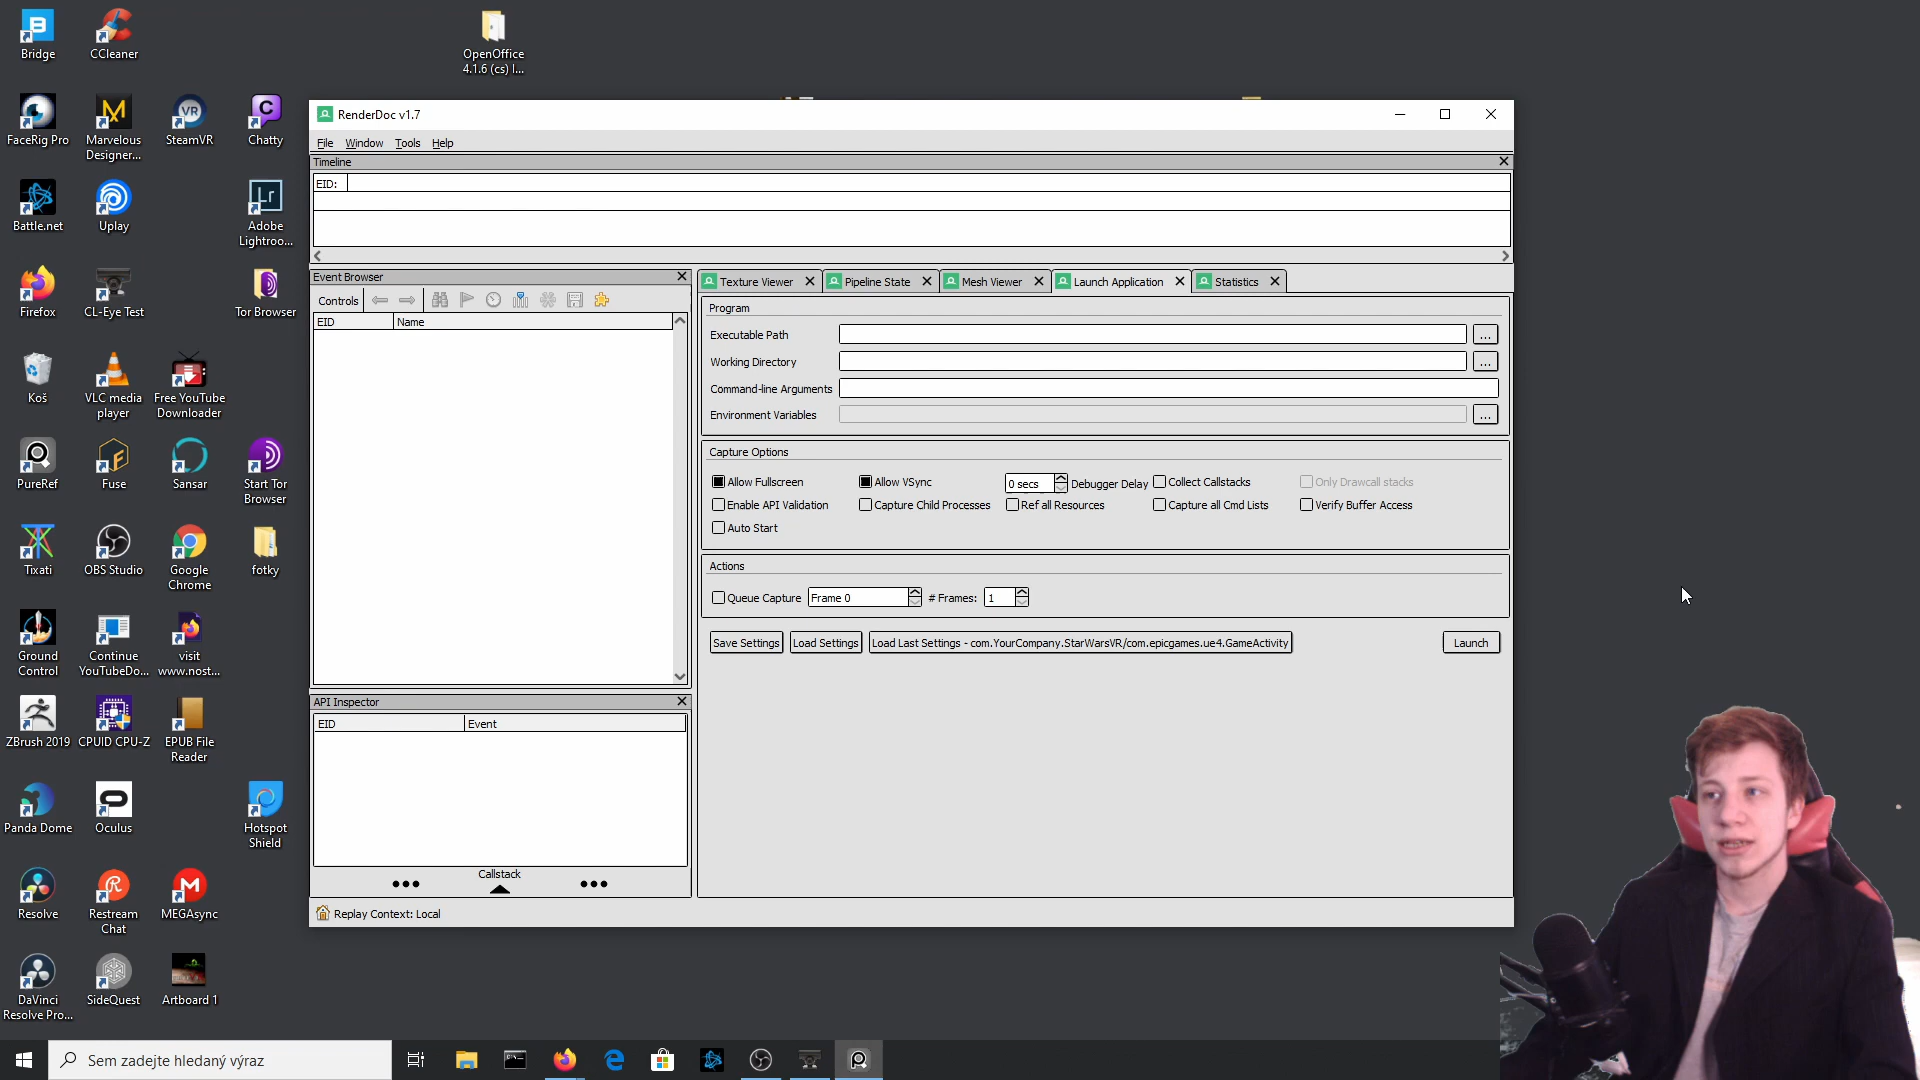 Bridge
CCleaner
OpenOffice
4.1.6 (cs) I...
FaceRig Pro
Marvelous
Designer...
SteamVR
Chatty
Battle.net
Uplay
Adobe
Lightroo...
Firefox
CL-Eye Test
Tor Browser
Koš
VLC media
player
Free YouTube
Downloader
PureRef
Fuse
Sansar
Start Tor
Browser
Tixati
OBS Studio
Google
Chrome
fotky
Ground
Control
Continue
YouTubeDo...
visit
www.nost...
ZBrush 2019
CPUID CPU-Z
EPUB File
Reader
Panda Dome
Oculus
Hotspot
Shield
Resolve
Restream
Chat
MEGAsync
DaVinci
Resolve Pro...
SideQuest
Artboard 1
RenderDoc v1.7
File Window Tools Help
Timeline
EID:
Event Browser
Controls
EID Name
API Inspector
EID Event
Callstack
Replay Context: Local
Texture Viewer
Pipeline State
Mesh Viewer
Launch Application
Statistics
Program
Executable Path ...
Working Directory ...
Command-line Arguments
Environment Variables ...
Capture Options
Allow Fullscreen Allow VSync 0 secs Debugger Delay Collect Callstacks Only Drawcall stacks
Enable API Validation Capture Child Processes Ref all Resources Capture all Cmd Lists Verify Buffer Access
Auto Start
Actions
Queue Capture Frame 0 # Frames: 1
Save Settings Load Settings Load Last Settings - com.YourCompany.StarWarsVR/com.epicgames.ue4.GameActivity Launch
Sem zadejte hledaný výraz